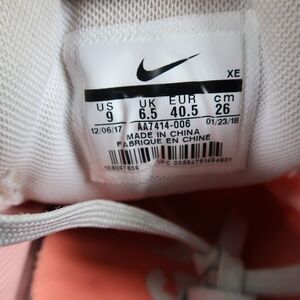 XE
US UK EUR cm
9 6.5 40.5 26
12/06/17 AA7414-006 01/23/18
MADE IN CHINA
FABRIQUE EN CHINE
UPC